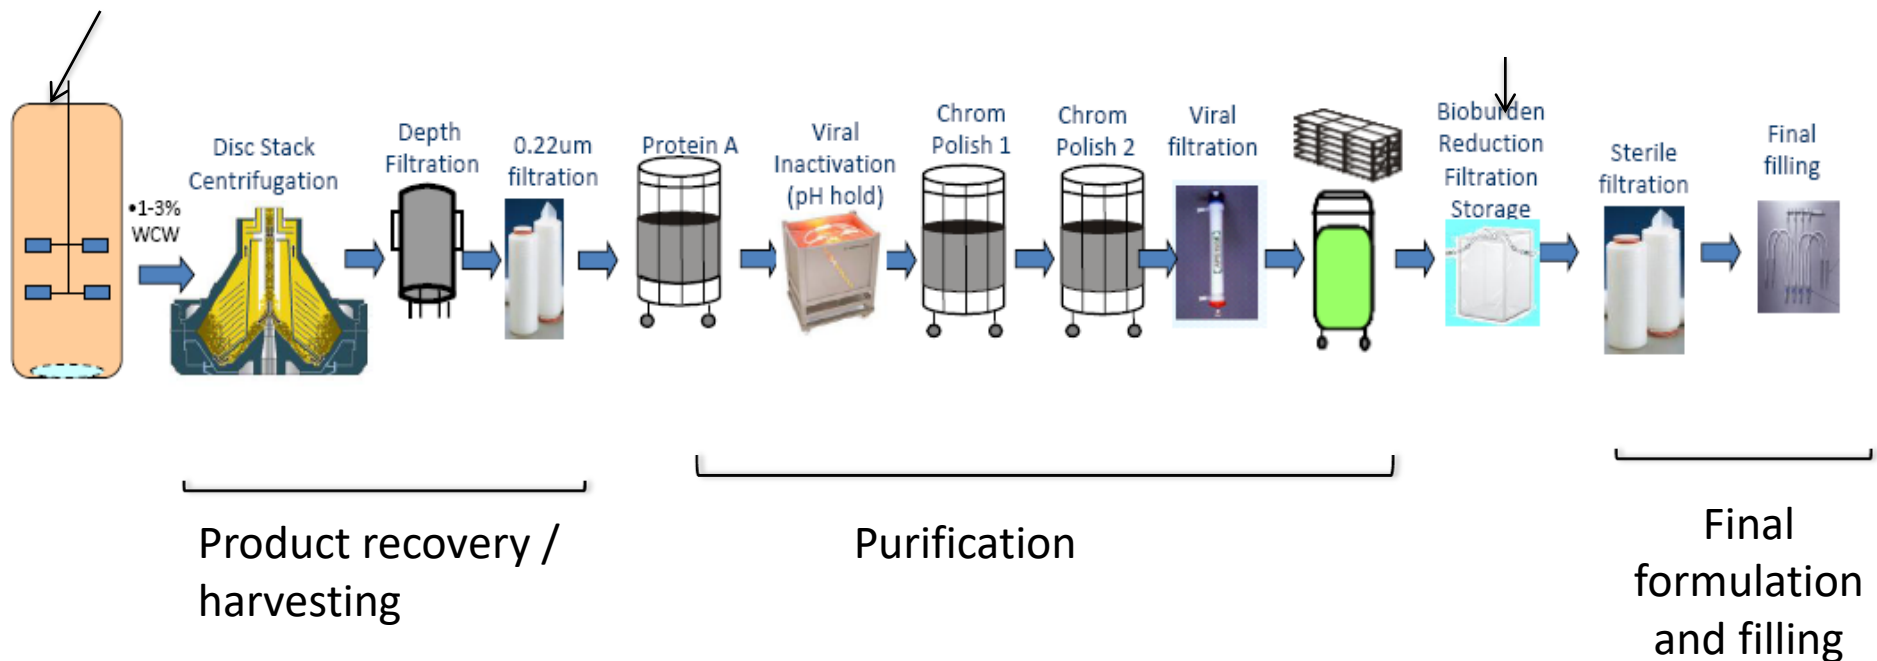 •1-3%
WCW
Disc Stack
Centrifugation
Depth
Filtration
0.22um
filtration
Protein A
Viral
Inactivation
(pH hold)
Chrom
Polish 1
Chrom
Polish 2
Viral
filtration
Bioburden
Reduction
Filtration
Storage
Sterile
filtration
Final
filling
Product recovery /
harvesting
Purification
Final
formulation
and filling